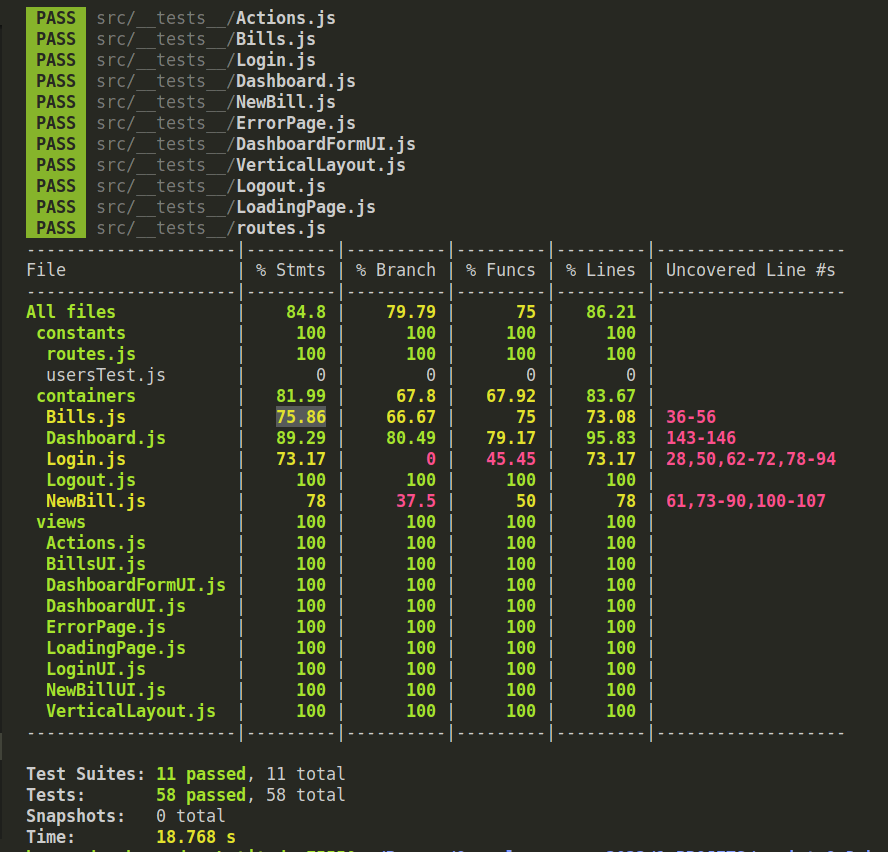 PASS src/__tests__/Actions.js
PASS src/__tests__/Bills.js
PASS src/__tests__/Login.js
PASS src/__tests__/Dashboard.js
PASS src/__tests__/NewBill.js
PASS src/__tests__/ErrorPage.js
PASS src/__tests__/DashboardFormUI.js
PASS src/__tests__/VerticalLayout.js
PASS src/__tests__/Logout.js
PASS src/__tests__/LoadingPage.js
PASS src/__tests__/routes.js
---------------------|---------|----------|---------|---------|-------------------
File                 | % Stmts | % Branch | % Funcs | % Lines | Uncovered Line #s
---------------------|---------|----------|---------|---------|-------------------
All files            |    84.8 |    79.79 |      75 |   86.21 |
 constants           |     100 |      100 |     100 |     100 |
  routes.js          |     100 |      100 |     100 |     100 |
  usersTest.js       |       0 |        0 |       0 |       0 |
 containers          |   81.99 |     67.8 |   67.92 |   83.67 |
  Bills.js           |   75.86 |    66.67 |      75 |   73.08 | 36-56
  Dashboard.js       |   89.29 |    80.49 |   79.17 |   95.83 | 143-146
  Login.js           |   73.17 |        0 |   45.45 |   73.17 | 28,50,62-72,78-94
  Logout.js          |     100 |      100 |     100 |     100 |
  NewBill.js         |      78 |     37.5 |      50 |      78 | 61,73-90,100-107
 views               |     100 |      100 |     100 |     100 |
  Actions.js         |     100 |      100 |     100 |     100 |
  BillsUI.js         |     100 |      100 |     100 |     100 |
  DashboardFormUI.js |     100 |      100 |     100 |     100 |
  DashboardUI.js     |     100 |      100 |     100 |     100 |
  ErrorPage.js       |     100 |      100 |     100 |     100 |
  LoadingPage.js     |     100 |      100 |     100 |     100 |
  LoginUI.js         |     100 |      100 |     100 |     100 |
  NewBillUI.js       |     100 |      100 |     100 |     100 |
  VerticalLayout.js  |     100 |      100 |     100 |     100 |
---------------------|---------|----------|---------|---------|-------------------
Test Suites: 11 passed, 11 total
Tests:       58 passed, 58 total
Snapshots:   0 total
Time:        18.768 s